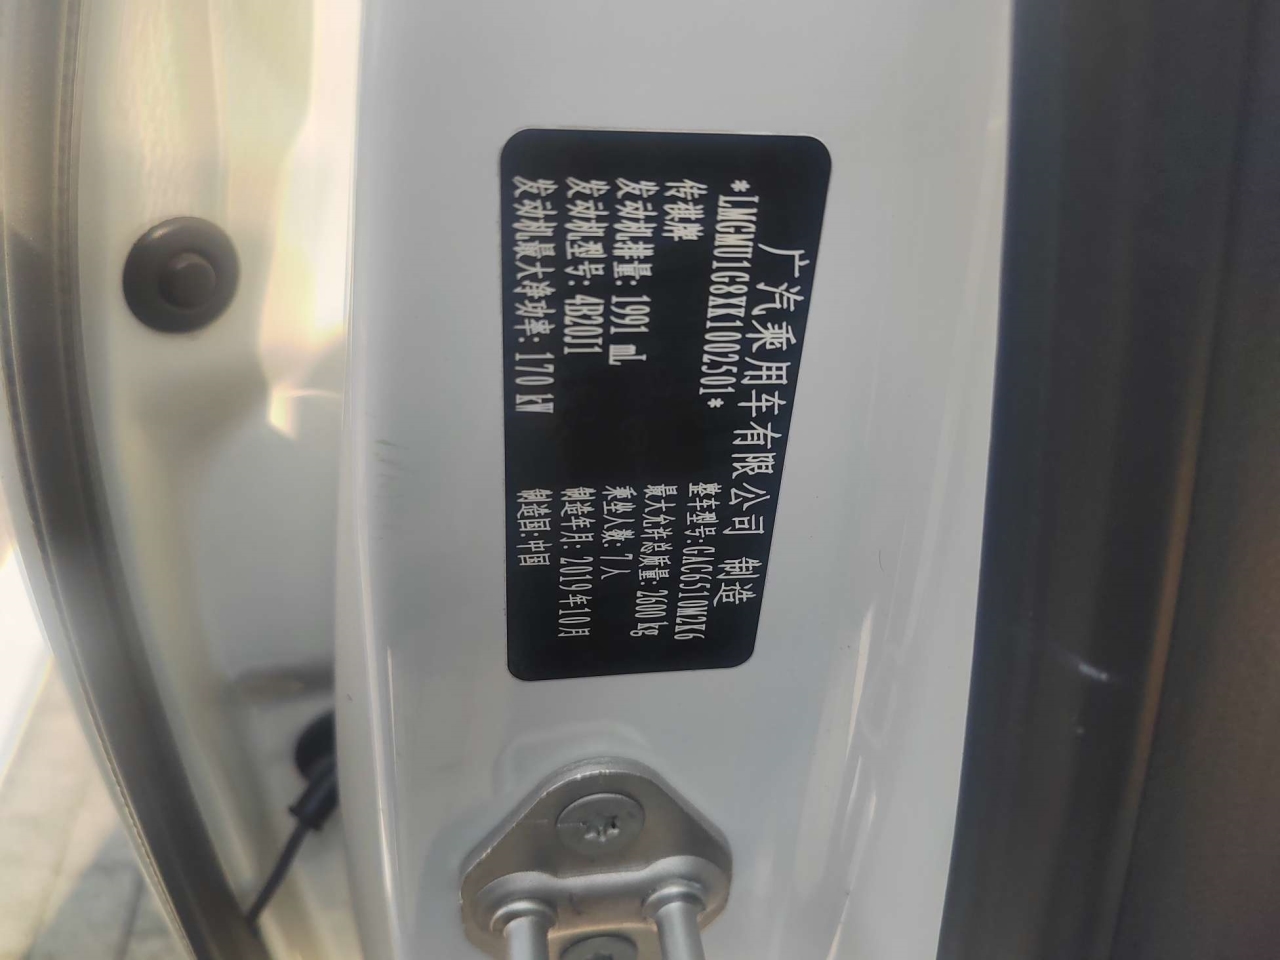 广汽乘用车有限公司 制造
*LMGMU1G8XK1002501*
传祺牌 整车型号:GAC6510M2K6
发动机排量: 1991 mL 最大允许总质量:2600 kg
发动机型号: 4B20J1 乘坐人数: 7人
发动机最大净功率: 170 kW 制造年月: 2019年10月
制造国:中国